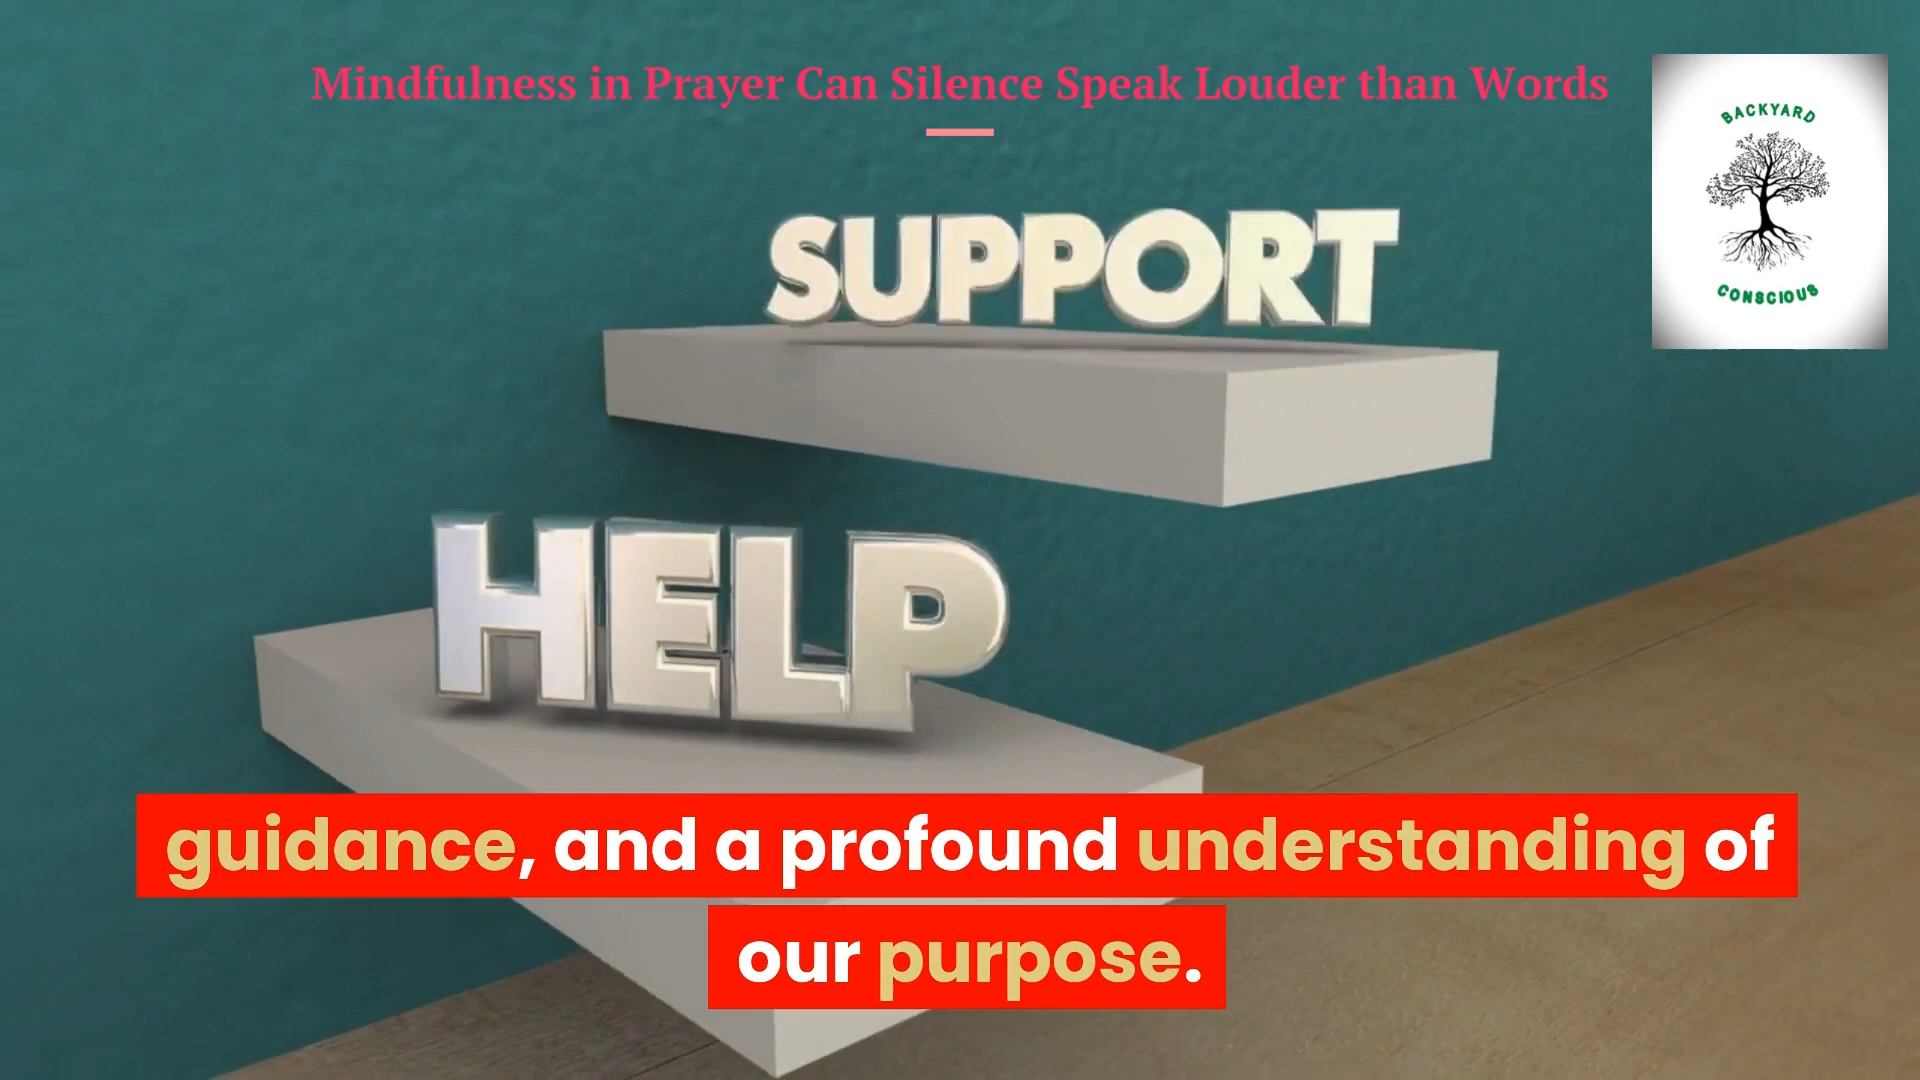 Mindfulness in Prayer Can Silence Speak Louder than Words
BACKYARD
CONSCIOUS
SUPPORT
HELP
guidance, and a profound understanding of
our purpose.